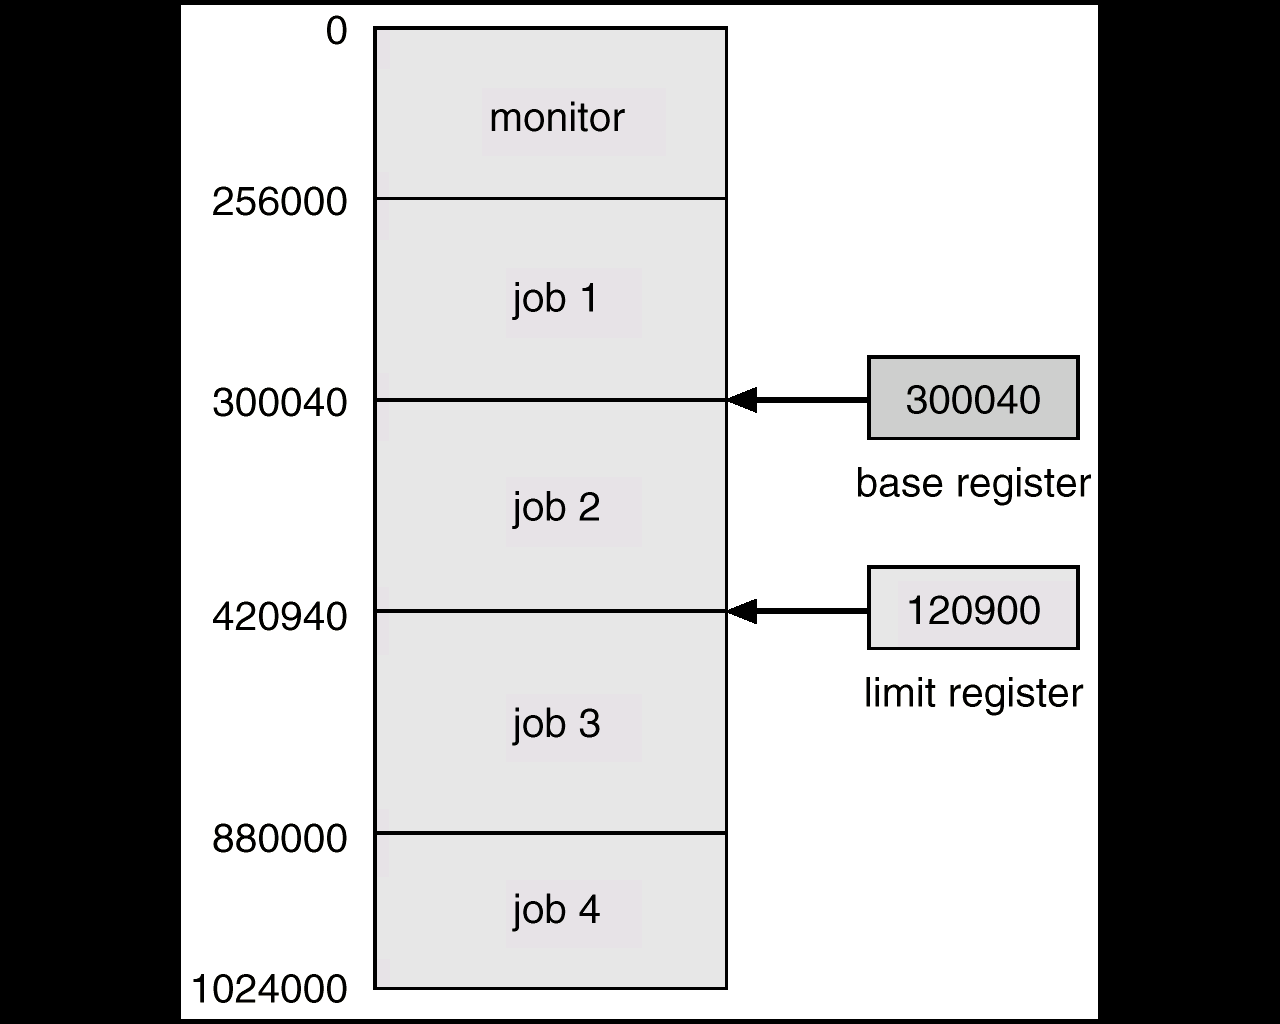 0
monitor
256000
job 1
300040
300040
base register
job 2
420940
120900
limit register
job 3
880000
job 4
1024000